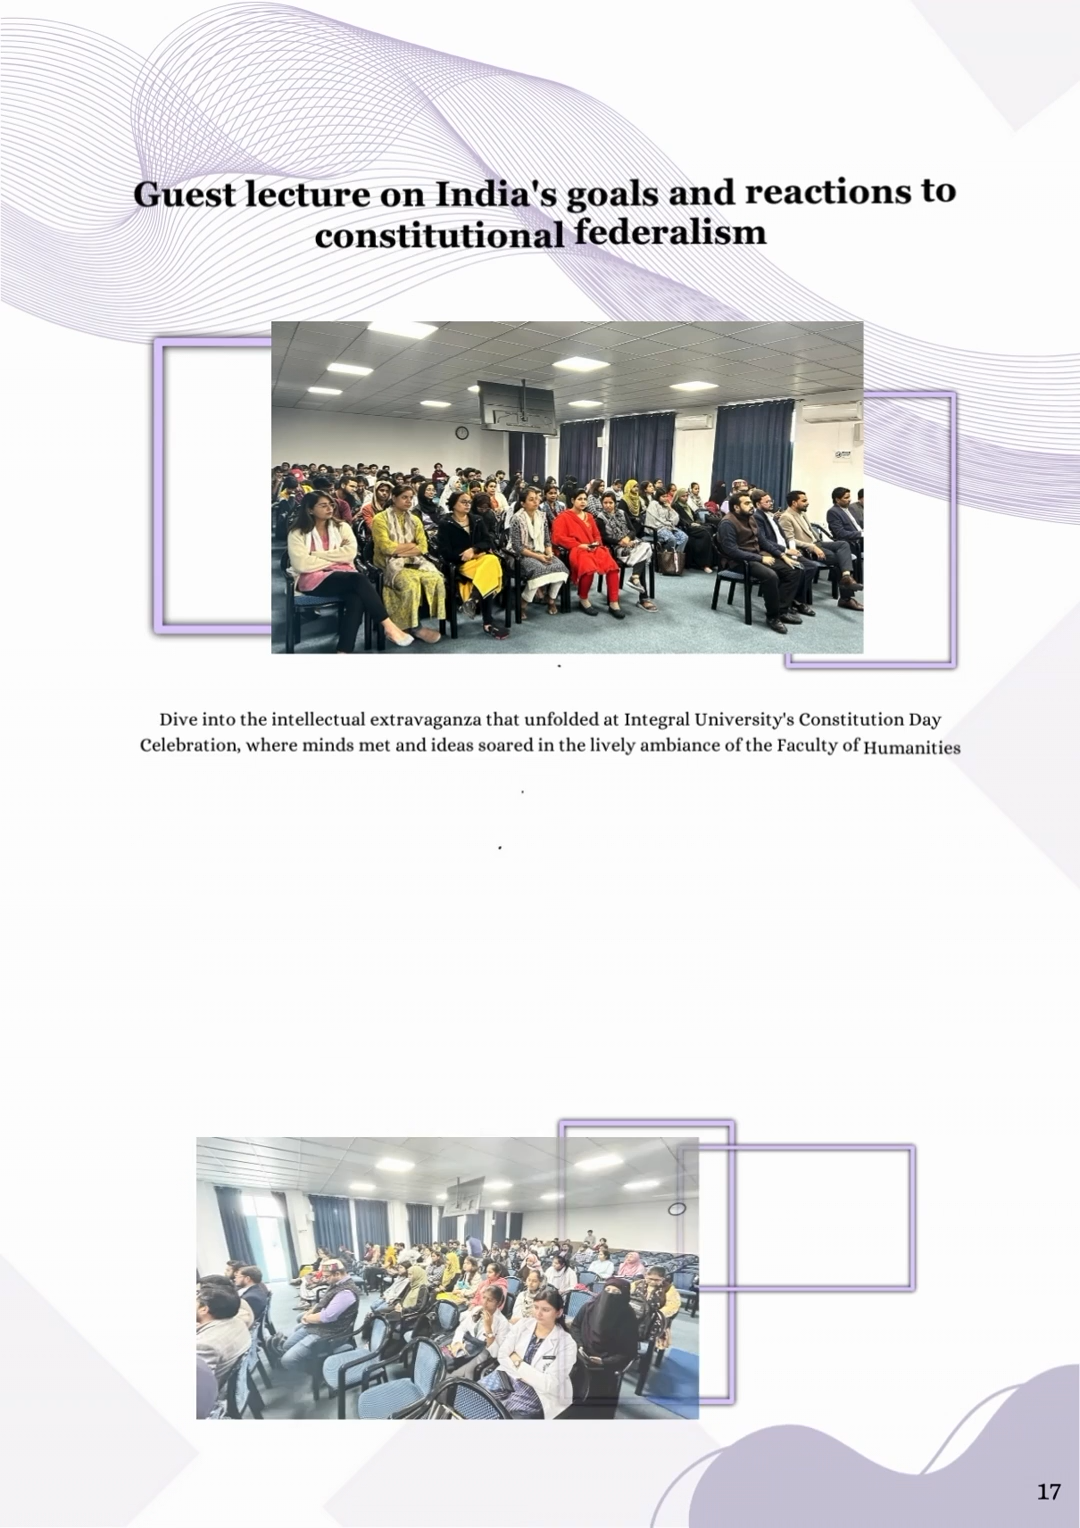 Guest lecture on India's goals and reactions to
constitutional federalism
Dive into the intellectual extravaganza that unfolded at Integral University's Constitution Day
Celebration, where minds met and ideas soared in the lively ambiance of the Faculty of Humanities
17